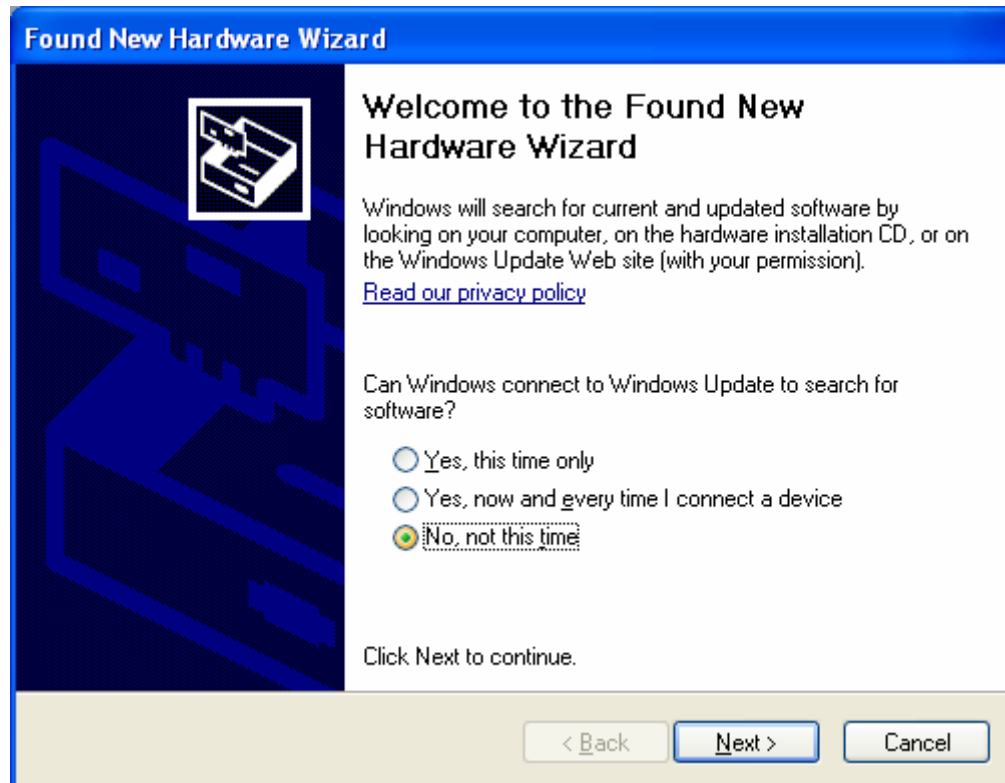 Found New Hardware Wizard
Welcome to the Found New
Hardware Wizard
Windows will search for current and updated software by
looking on your computer, on the hardware installation CD, or on
the Windows Update Web site (with your permission).
Read our privacy policy
Can Windows connect to Windows Update to search for
software?
Yes, this time only
Yes, now and every time I connect a device
No, not this time
Click Next to continue.
< Back
Next >
Cancel